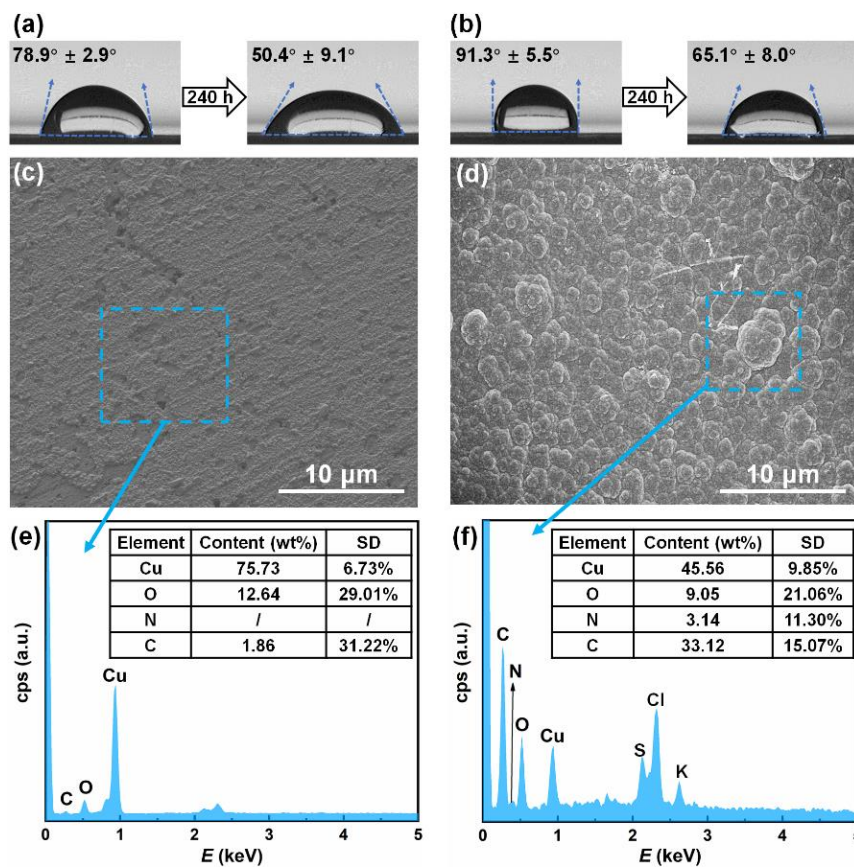 (a)
78.9° ± 2.9°
240 h
50.4° ± 9.1°
(b)
91.3° ± 5.5°
240 h
65.1° ± 8.0°
(c)
10 μm
(d)
10 μm
(e)
Element Content (wt%) SD
Cu 75.73 6.73%
O 12.64 29.01%
N / /
C 1.86 31.22%
Cu
C
O
cps (a.u.)
0 1 2 3 4 5
E (keV)
(f)
Element Content (wt%) SD
Cu 45.56 9.85%
O 9.05 21.06%
N 3.14 11.30%
C 33.12 15.07%
C
N
O
Cu
S
Cl
K
cps (a.u.)
0 1 2 3 4 5
E (keV)